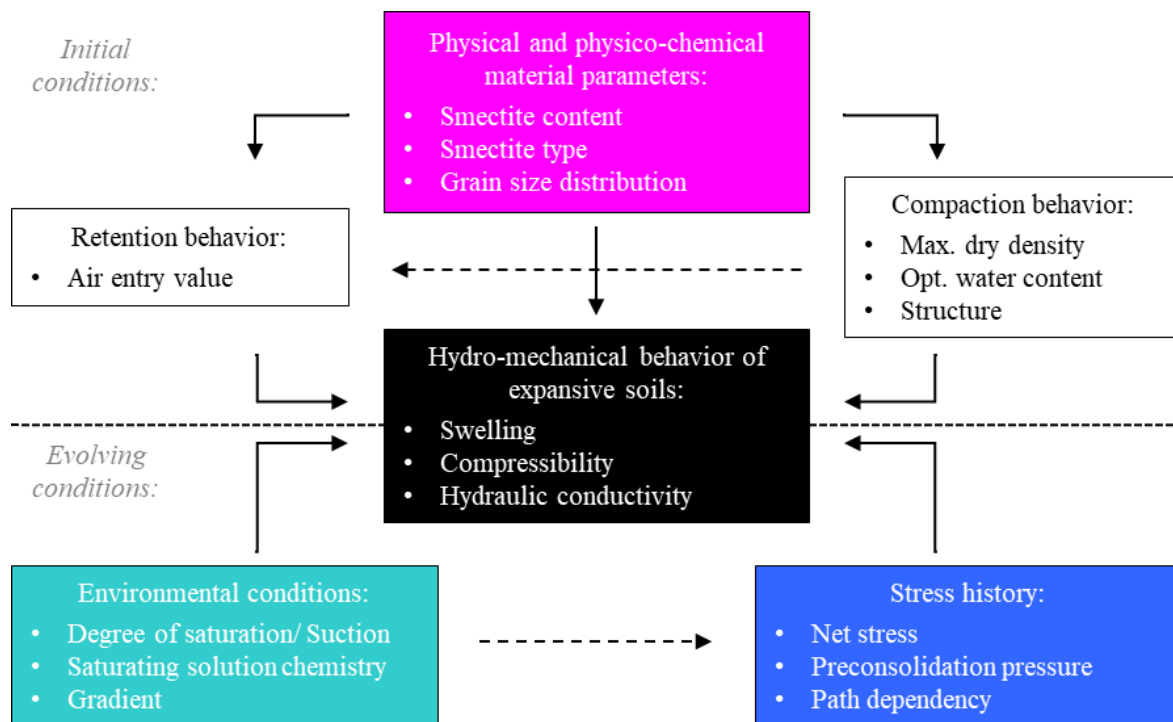 Initial
conditions:
Physical and physico-chemical
material parameters:
• Smectite content
• Smectite type
• Grain size distribution
Retention behavior:
• Air entry value
Compaction behavior:
• Max. dry density
• Opt. water content
• Structure
Hydro-mechanical behavior of
expansive soils:
• Swelling
• Compressibility
• Hydraulic conductivity
Evolving
conditions:
Environmental conditions:
• Degree of saturation/ Suction
• Saturating solution chemistry
• Gradient
Stress history:
• Net stress
• Preconsolidation pressure
• Path dependency